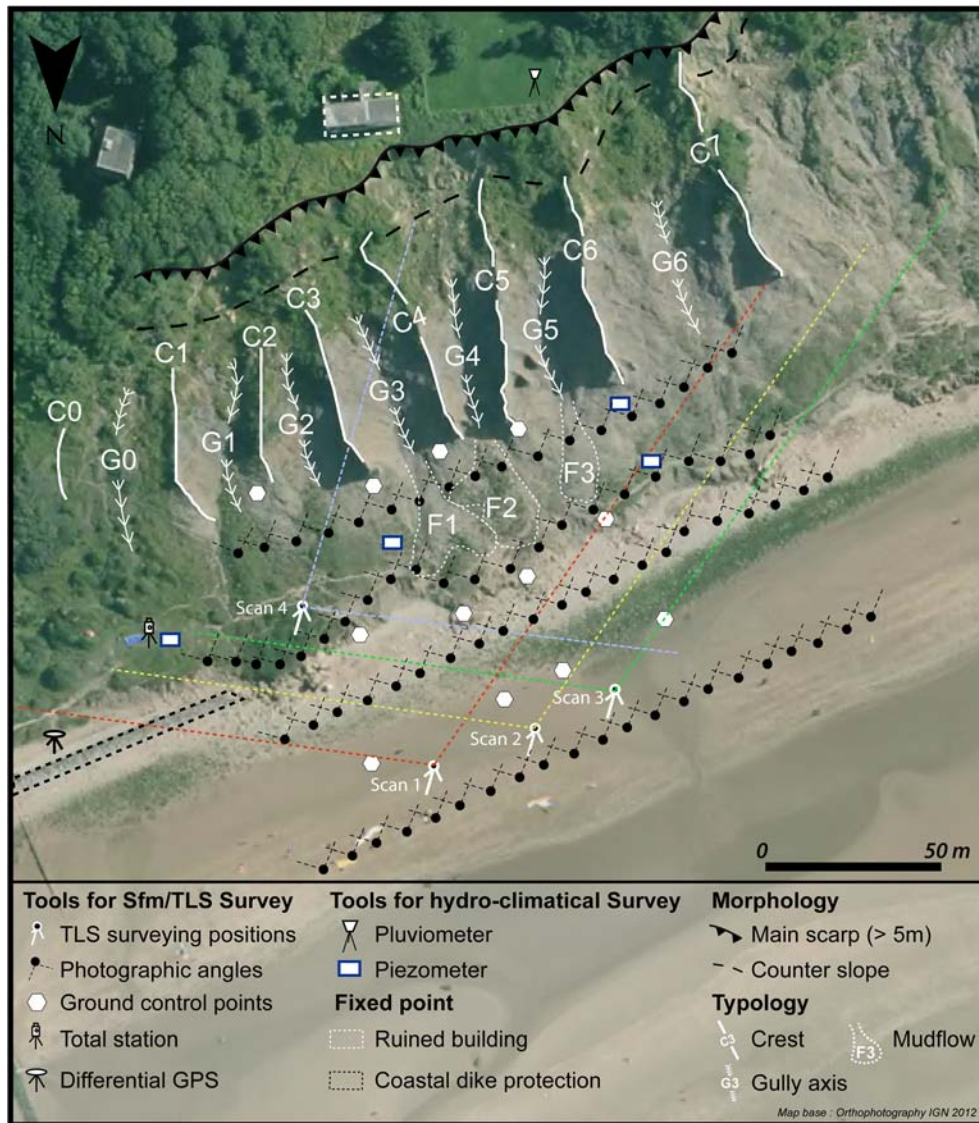 N
C7
C6
C5
G6
C3
C4
G5
C2
C1
G4
G3
C0
G2
G1
G0
F3
F2
F1
Scan 4
Scan 3
Scan 2
Scan 1
0 50 m
Tools for Sfm/TLS Survey
TLS surveying positions
Photographic angles
Ground control points
Total station
Differential GPS
Tools for hydro-climatical Survey
Pluviometer
Piezometer
Fixed point
Ruined building
Coastal dike protection
Morphology
Main scarp (> 5m)
Counter slope
Typology
C3 Crest
F3 Mudflow
G3 Gully axis
Map base : Orthophotography IGN 2012